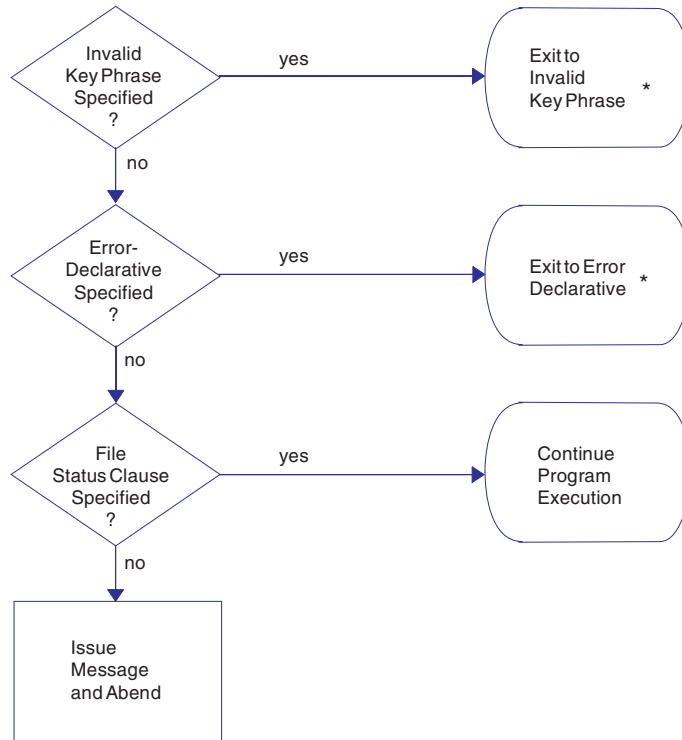 Invalid
Key Phrase
Specified
?
yes
Exit to
Invalid
Key Phrase *
no
Error-
Declarative
Specified
?
yes
Exit to Error
Declarative *
no
File
Status Clause
Specified
?
yes
Continue
Program
Execution
no
Issue
Message
and Abend